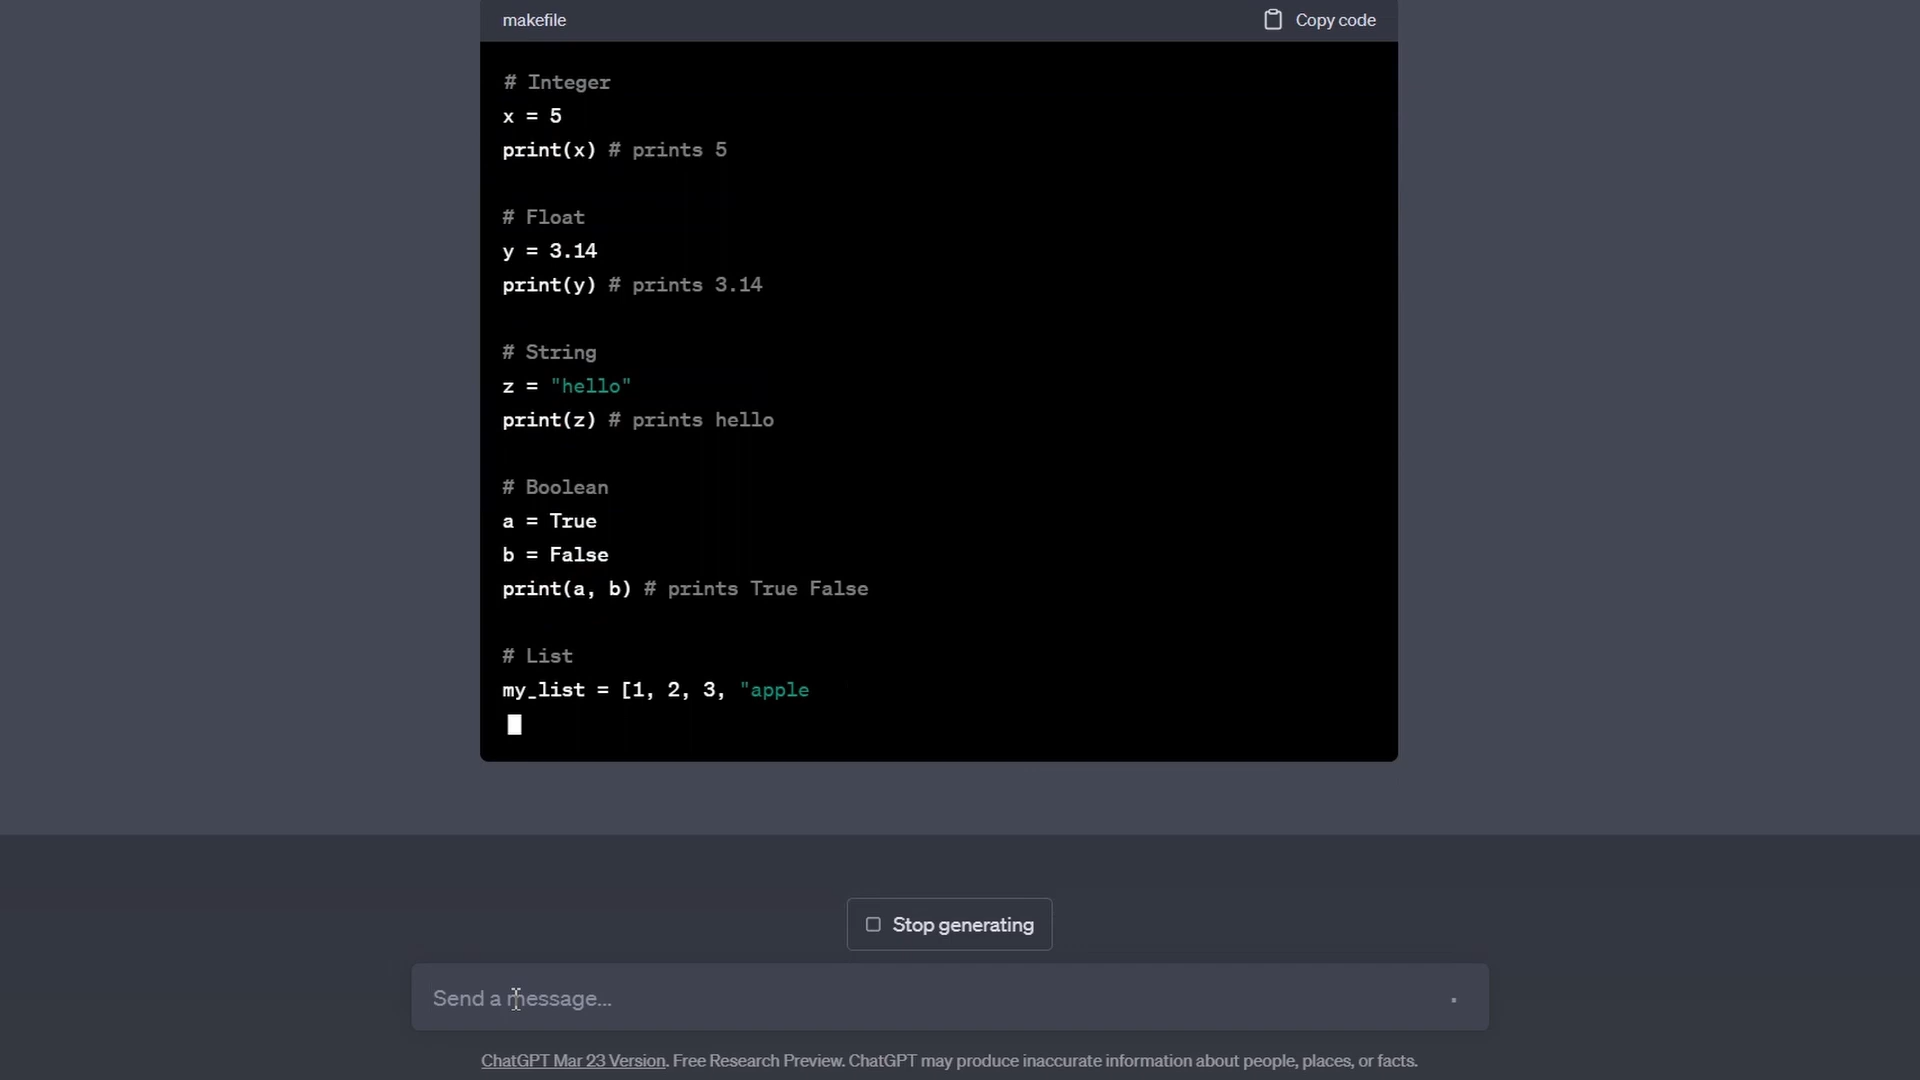 makefile
Copy code
# Integer
x = 5
print(x) # prints 5
# Float
y = 3.14
print(y) # prints 3.14
# String
z = "hello"
print(z) # prints hello
# Boolean
a = True
b = False
print(a, b) # prints True False
# List
my_list = [1, 2, 3, "apple
Stop generating
Send a message...
ChatGPT Mar 23 Version. Free Research Preview. ChatGPT may produce inaccurate information about people, places, or facts.